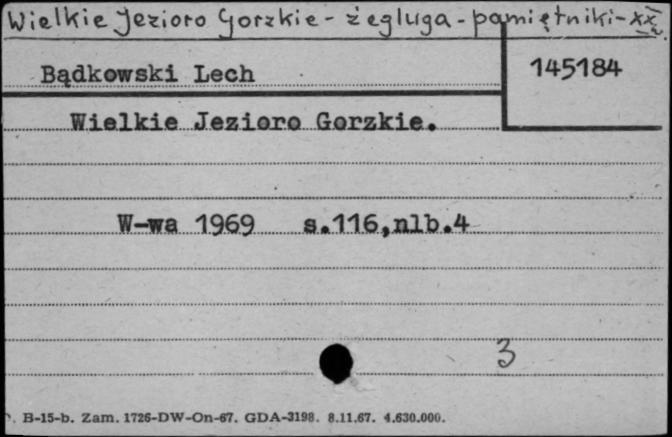 Wielkie Jezioro Gorzkie - żegluga - pamiętniki - XX w.
Bądkowski Lech
145184
Wielkie Jezioro Gorzkie.
W-wa 1969 s.116,nlb.4
3
B-15-b. Zam. 1726-DW-On-67. GDA-3198. 8.11.67. 4.630.000.